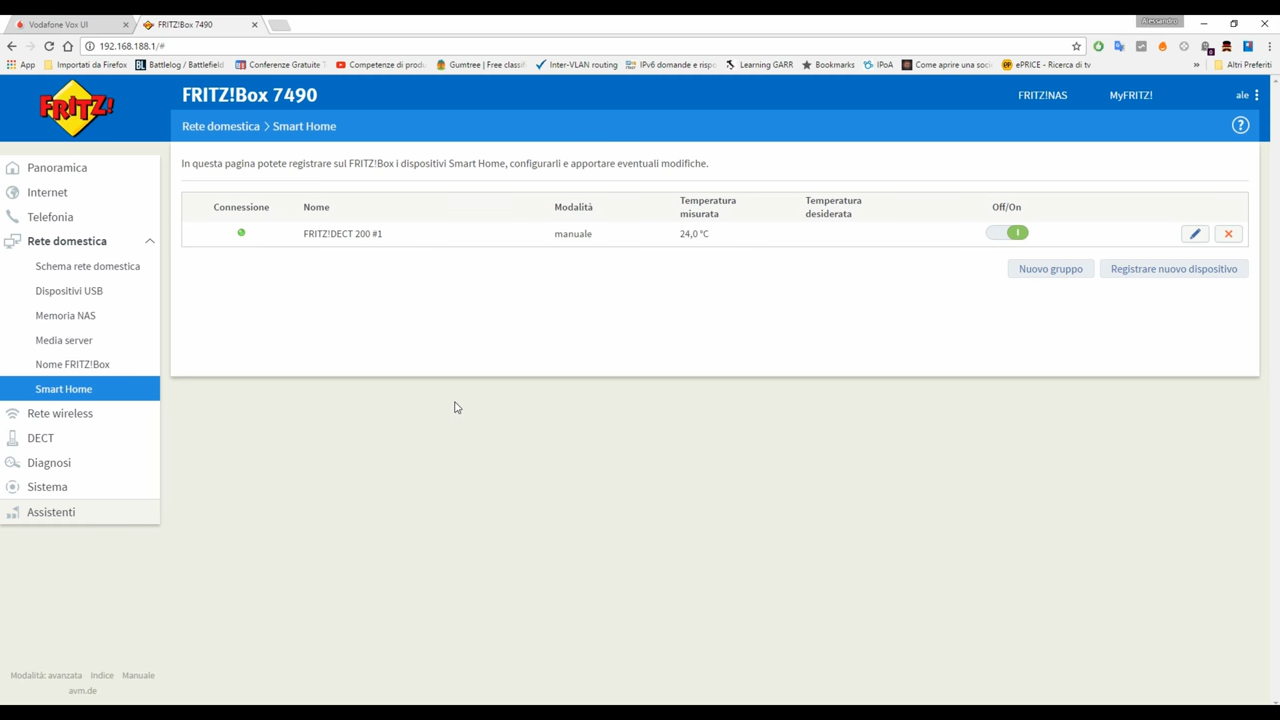 Vodafone Vox UI
FRITZ!Box 7490
Alessandro
192.168.188.1/#
App
Importati da Firefox
BL Battlelog / Battlefield
Conferenze Gratuite T
Competenze di produ
Gumtree | Free classif
Inter-VLAN routing
IPv6 domande e rispo
Learning GARR
Bookmarks
IPoA
Come aprire una soci
ePRICE - Ricerca di tv
»
Altri Preferiti
FRITZ!
FRITZ!Box 7490
FRITZ!NAS
MyFRITZ!
ale
Rete domestica > Smart Home
?
Panoramica
Internet
Telefonia
Rete domestica
Schema rete domestica
Dispositivi USB
Memoria NAS
Media server
Nome FRITZ!Box
Smart Home
Rete wireless
DECT
Diagnosi
Sistema
Assistenti
In questa pagina potete registrare sul FRITZ!Box i dispositivi Smart Home, configurarli e apportare eventuali modifiche.
Connessione Nome Modalità Temperatura misurata Temperatura desiderata Off/On
FRITZ!DECT 200 #1 manuale 24,0 °C
Nuovo gruppo
Registrare nuovo dispositivo
Modalità: avanzata Indice Manuale
avm.de